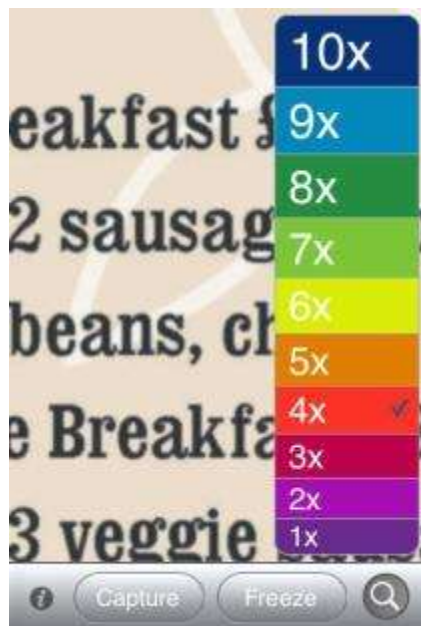 10x
eakfast £
9x
8x
2 sausag
7x
6x
beans, ch
5x
4x
e Breakfa
3x
2x
3 veggie
1x
Capture
Freeze